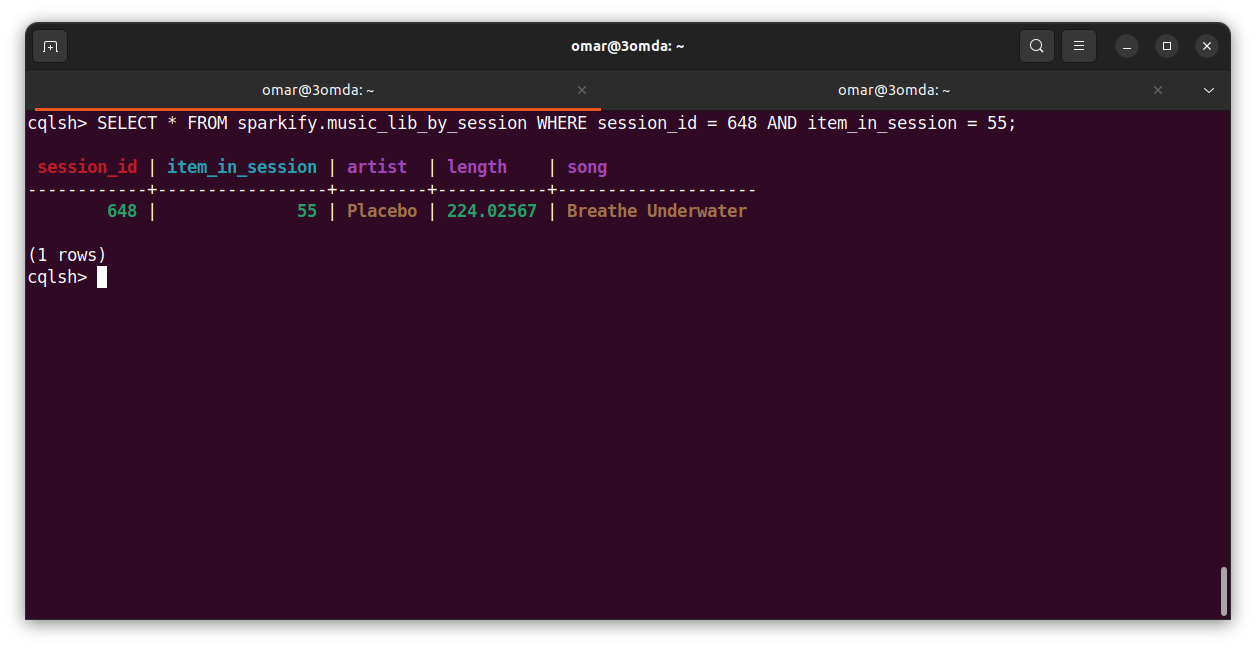 omar@3omda: ~
omar@3omda: ~ omar@3omda: ~
cqlsh> SELECT * FROM sparkify.music_lib_by_session WHERE session_id = 648 AND item_in_session = 55;
 session_id | item_in_session | artist  | length    | song
------------+-----------------+---------+-----------+--------------------
        648 |              55 | Placebo | 224.02567 | Breathe Underwater
(1 rows)
cqlsh>